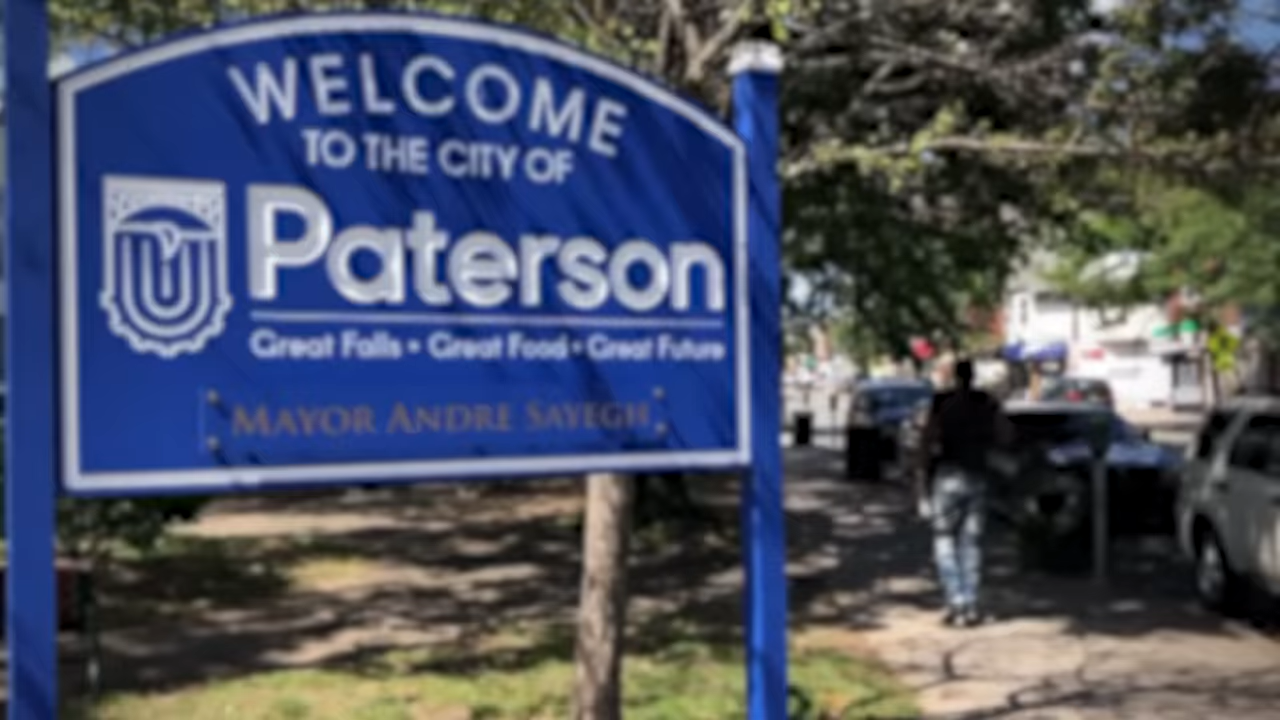 WELCOME
TO THE CITY OF
Paterson
Great Falls • Great Food • Great Future
MAYOR ANDRE SAYEGH